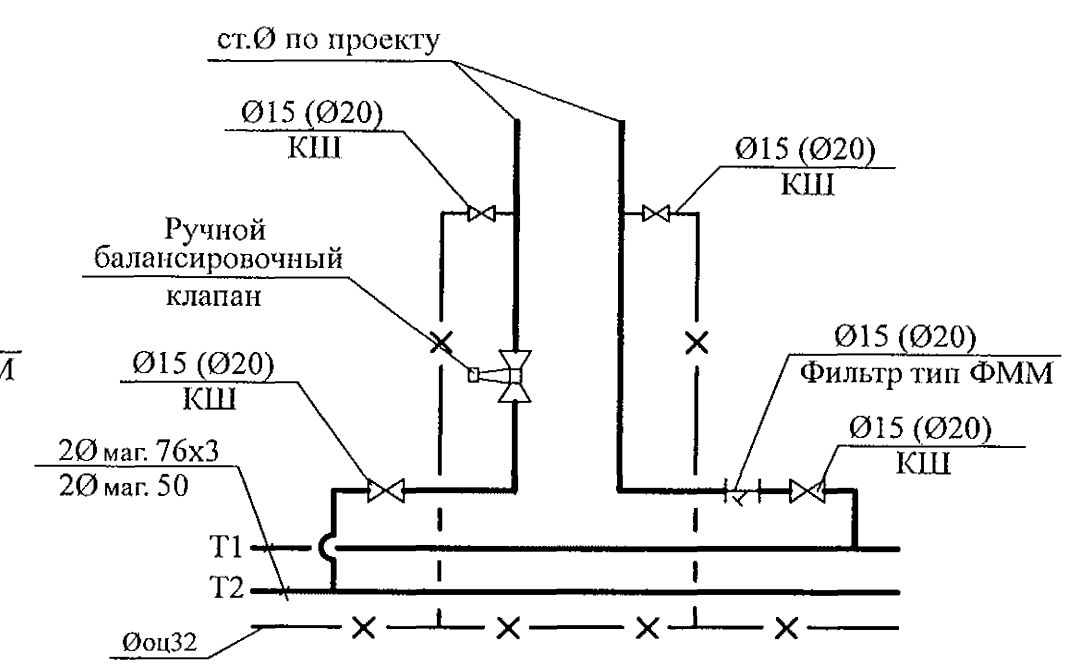 ст.Ø по проекту
Ø15 (Ø20)
КШ
Ø15 (Ø20)
КШ
Ручной
балансировочный
клапан
Ø15 (Ø20)
Фильтр тип ФММ
Ø15 (Ø20)
КШ
Ø15 (Ø20)
КШ
2Ø маг. 76х3
2Ø маг. 50
Т1
Т2
Øоц32